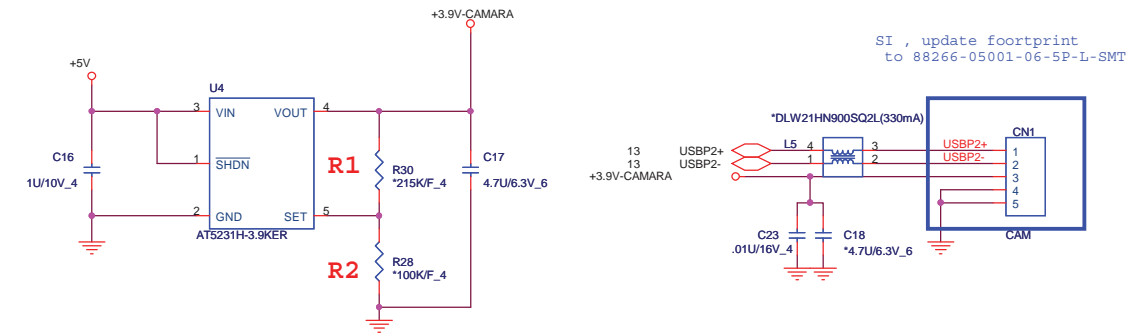 +3.9V-CAMARA
+5V
U4
3
VIN
VOUT
4
1
SHDN
2
GND
SET
5
AT5231H-3.9KER
C16
1U/10V_4
R1
R30
*215K/F_4
C17
4.7U/6.3V_6
R2
R28
*100K/F_4
SI , update foortprint
to 88266-05001-06-5P-L-SMT
*DLW21HN900SQ2L(330mA)
L5
CN1
13 USBP2+
4
3
USBP2+
1
13 USBP2-
1
2
USBP2-
2
+3.9V-CAMARA
3
4
5
CAM
C23
.01U/16V_4
C18
*4.7U/6.3V_6